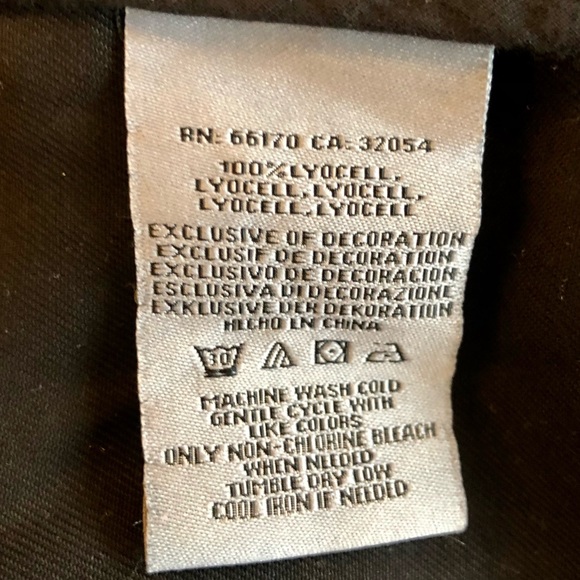 RN: 66170 CA: 32054
100% LYOCELL,
LYOCELL, LYOCELL,
LYOCELL, LYOCELL
EXCLUSIVE OF DECORATION
EXCLUSIF DE DECORATION
EXCLUSIVO DE DECORACION
ESCLUSIVA DI DECORAZIONE
EXKLUSIVE DER DEKORATION
HECHO EN CHINA
30
MACHINE WASH COLD
GENTLE CYCLE WITH
LIKE COLORS
ONLY NON-CHLORINE BLEACH
WHEN NEEDED
TUMBLE DRY LOW
COOL IRON IF NEEDED